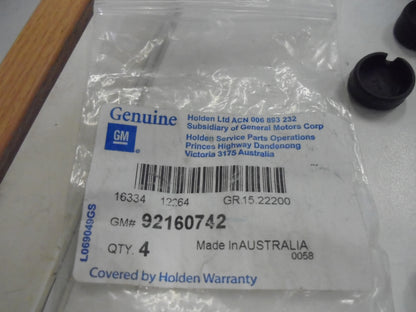 Genuine
GM
Holden Ltd ACN 006 893 232
Subsidiary of General Motors Corp
Holden Service Parts Operations
Princes Highway Dandenong
Victoria 3175 Australia
16334 12264 GR.15.22200
GM# 92160742
QTY. 4 Made In AUSTRALIA
0058
Covered by Holden Warranty
L069049GS